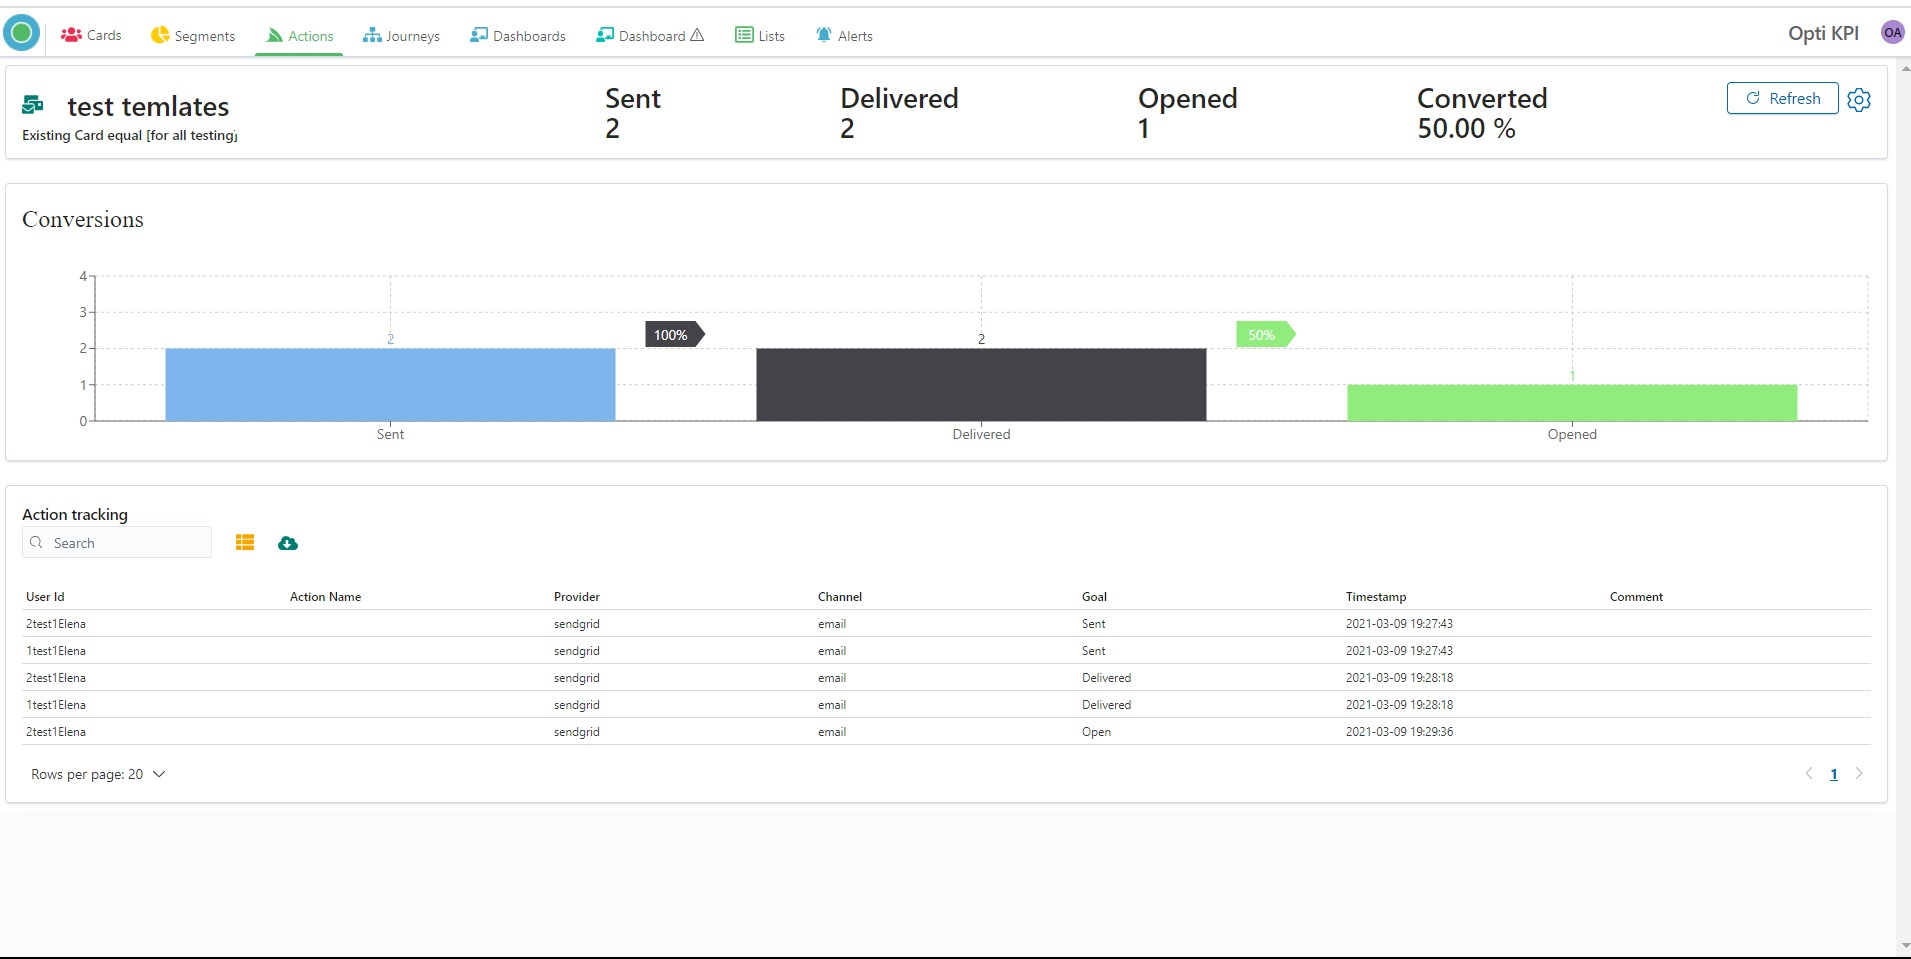 Cards Segments Actions Journeys Dashboards Dashboard Lists Alerts Opti KPI OA
test temlates
Existing Card equal [for all testing]
Sent
2
Delivered
2
Opened
1
Converted
50.00 %
Refresh
Conversions
4
3
2
1
0
2
100%
2
50%
1
Sent
Delivered
Opened
Action tracking
Search
User Id Action Name Provider Channel Goal Timestamp Comment
2test1Elena sendgrid email Sent 2021-03-09 19:27:43
1test1Elena sendgrid email Sent 2021-03-09 19:27:43
2test1Elena sendgrid email Delivered 2021-03-09 19:28:18
1test1Elena sendgrid email Delivered 2021-03-09 19:28:18
2test1Elena sendgrid email Open 2021-03-09 19:29:36
Rows per page: 20
1